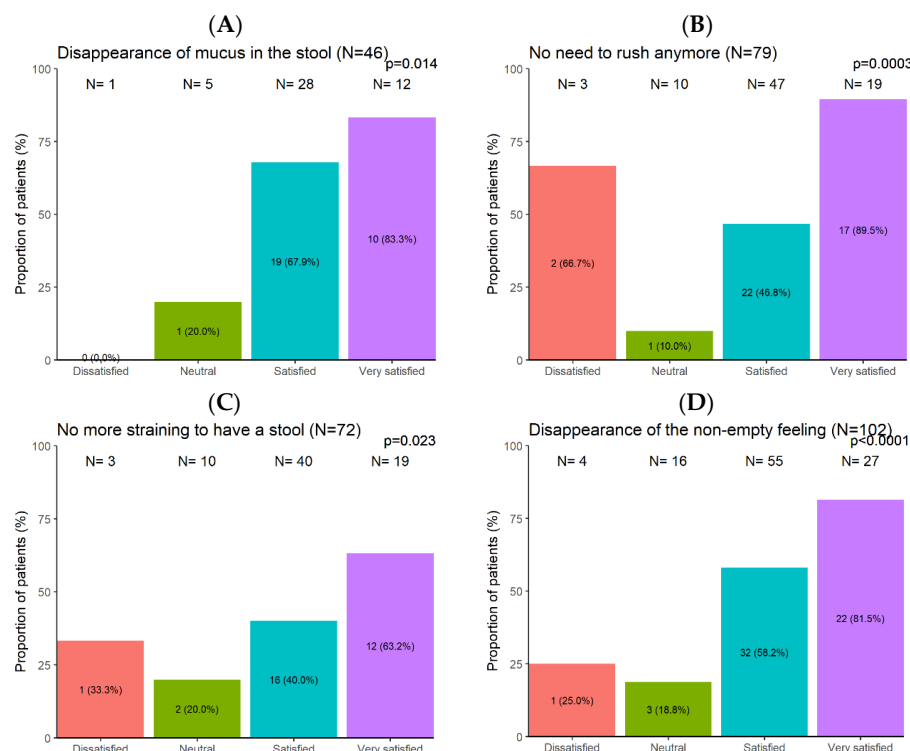 (A)
Disappearance of mucus in the stool (N=46)
p=0.014
N= 1 N= 5 N= 28 N= 12
Proportion of patients (%)
100
75
50
25
0
0 (0.0%)
1 (20.0%)
19 (67.9%)
10 (83.3%)
Dissatisfied Neutral Satisfied Very satisfied
(B)
No need to rush anymore (N=79)
p=0.0003
N= 3 N= 10 N= 47 N= 19
Proportion of patients (%)
100
75
50
25
0
2 (66.7%)
1 (10.0%)
22 (46.8%)
17 (89.5%)
Dissatisfied Neutral Satisfied Very satisfied
(C)
No more straining to have a stool (N=72)
p=0.023
N= 3 N= 10 N= 40 N= 19
Proportion of patients (%)
100
75
50
25
0
1 (33.3%)
2 (20.0%)
16 (40.0%)
12 (63.2%)
Dissatisfied Neutral Satisfied Very satisfied
(D)
Disappearance of the non-empty feeling (N=102)
p<0.0001
N= 4 N= 16 N= 55 N= 27
Proportion of patients (%)
100
75
50
25
0
1 (25.0%)
3 (18.8%)
32 (58.2%)
22 (81.5%)
Dissatisfied Neutral Satisfied Very satisfied